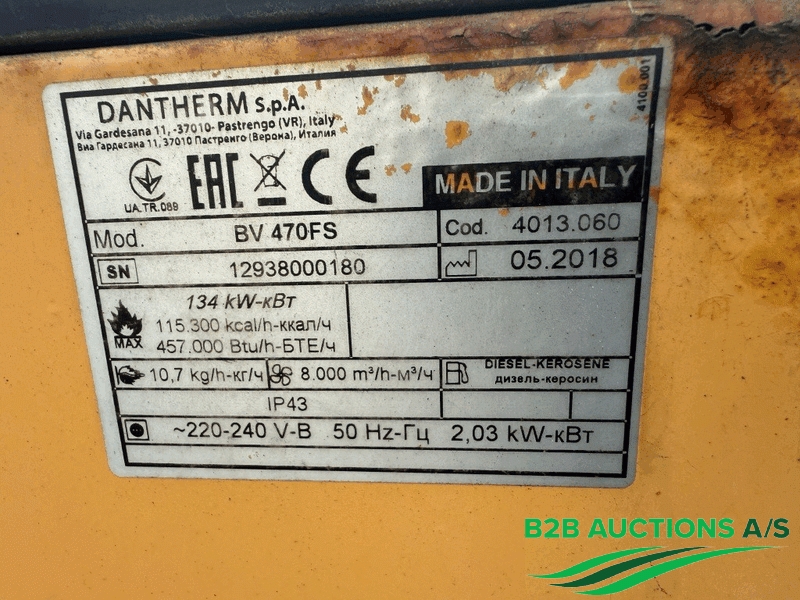 4100.001
DANTHERM S.p.A.
Via Gardesana 11, -37010- Pastrengo (VR), Italy
Виа Гардесана 11, 37010 Пастренго (Верона), Италия
UA.TR.089
EAC CE
MADE IN ITALY
Mod. BV 470FS Cod. 4013.060
SN 12938000180 05.2018
134 kW-кВт
115.300 kcal/h-ккал/ч
MAX 457.000 Btu/h-БТЕ/ч
10,7 kg/h-кг/ч 8.000 m³/h-м³/ч DIESEL-KEROSENE
дизель-керосин
IP43
~220-240 V-В 50 Hz-Гц 2,03 kW-кВт
B2B AUCTIONS A/S